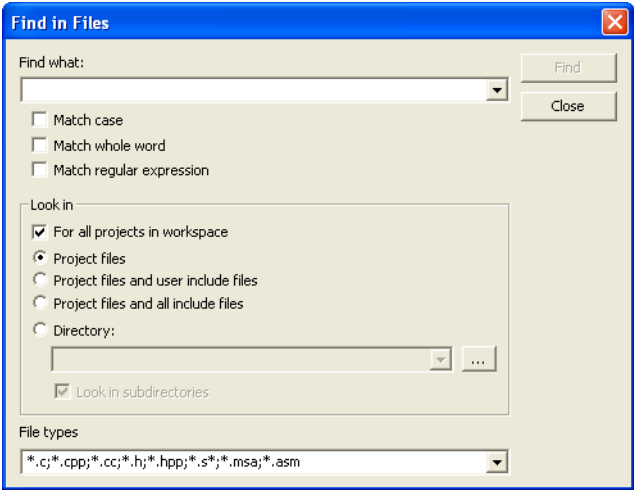 Find in Files
Find what:
Find
Close
Match case
Match whole word
Match regular expression
Look in
For all projects in workspace
Project files
Project files and user include files
Project files and all include files
Directory:
...
Look in subdirectories
File types
*.c;*.cpp;*.cc;*.h;*.hpp;*.s*;*.msa;*.asm